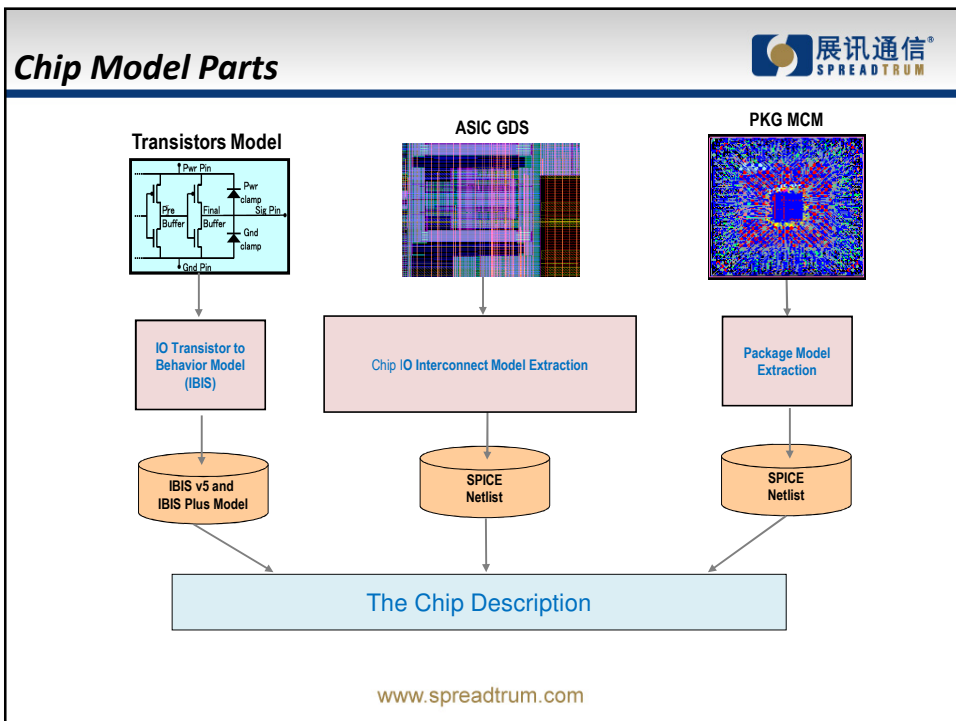 Chip Model Parts
展讯通信®
SPREADTRUM
Transistors Model
ASIC GDS
PKG MCM
Pwr Pin
Pwr
clamp
Pre
Buffer
Final
Buffer
Sig Pin
Gnd
clamp
Gnd Pin
IO Transistor to
Behavior Model
(IBIS)
Chip IO Interconnect Model Extraction
Package Model
Extraction
IBIS v5 and
IBIS Plus Model
SPICE
Netlist
SPICE
Netlist
The Chip Description
www.spreadtrum.com